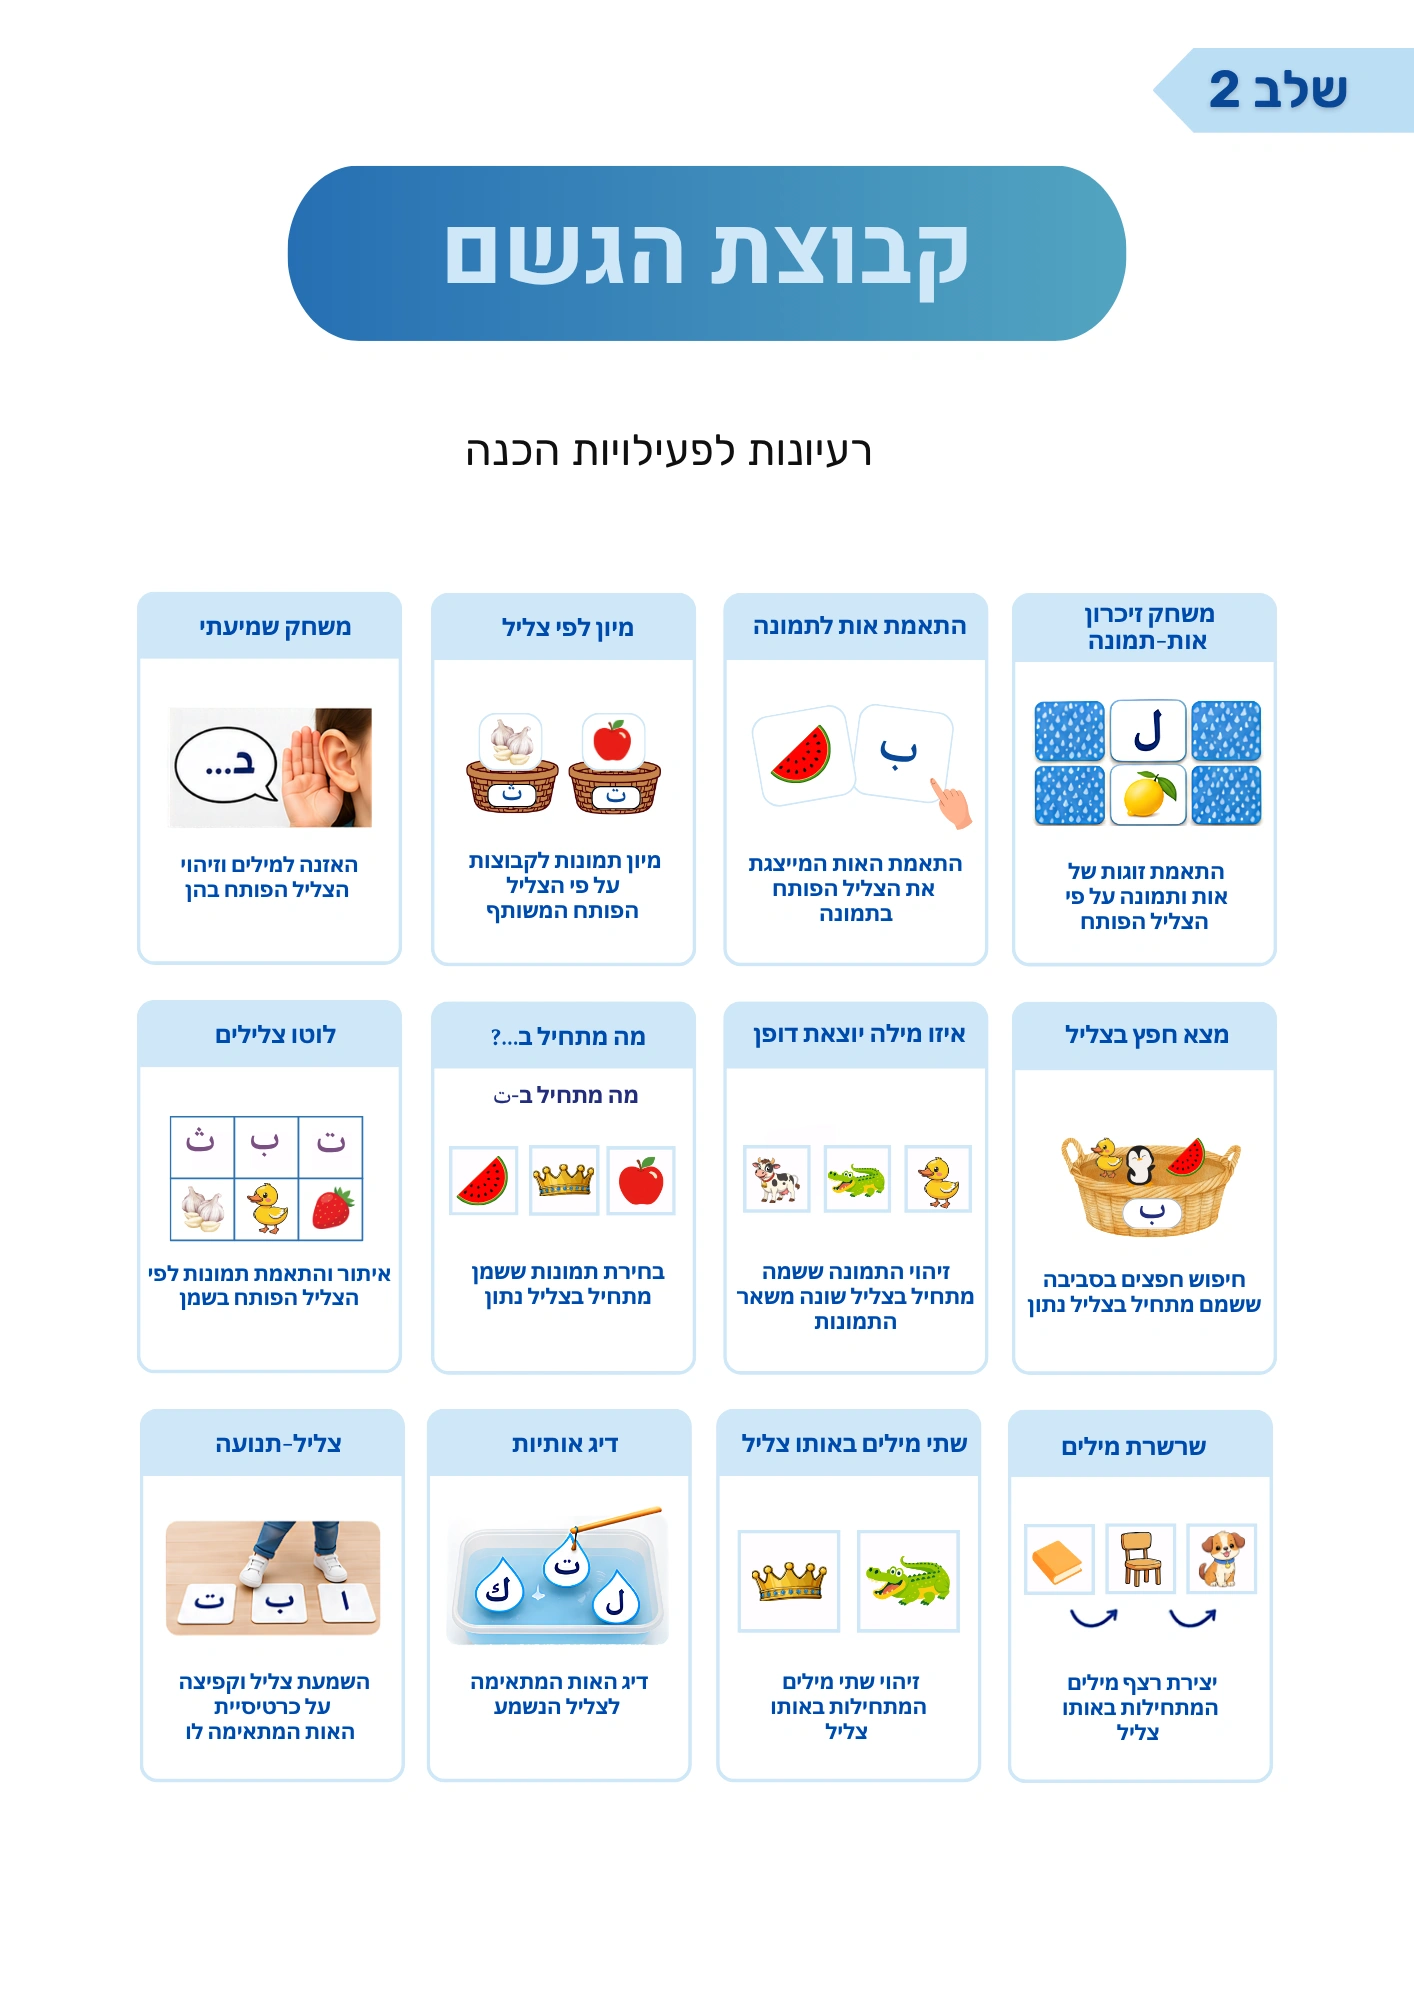 שלב 2
קבוצת הגשם
רעיונות לפעילויות הכנה
משחק זיכרון
אות-תמונה
ل
התאמת זוגות של
אות ותמונה על פי
הצליל הפותח
התאמת אות לתמונה
ب
התאמת האות המייצגת
את הצליל הפותח
בתמונה
מיון לפי צליל
ت
ث
מיון תמונות לקבוצות
על פי הצליל
הפותח המשותף
משחק שמיעתי
ב...
האזנה למילים וזיהוי
הצליל הפותח בהן
מצא חפץ בצליל
ب
חיפוש חפצים בסביבה
ששמם מתחיל בצליל נתון
איזו מילה יוצאת דופן
זיהוי התמונה ששמה
מתחיל בצליל שונה משאר
התמונות
מה מתחיל ב...?
מה מתחיל ב-ت
בחירת תמונות ששמן
מתחיל בצליל נתון
לוטו צלילים
ت ب ث
איתור והתאמת תמונות לפי
הצליל הפותח בשמן
שרשרת מילים
יצירת רצף מילים
המתחילות באותו
צליל
שתי מילים באותו צליל
זיהוי שתי מילים
המתחילות באותו
צליל
דיג אותיות
ت
ك
ل
דיג האות המתאימה
לצליל הנשמע
צליל-תנועה
ا ب ت
השמעת צליל וקפיצה
על כרטיסיית
האות המתאימה לו